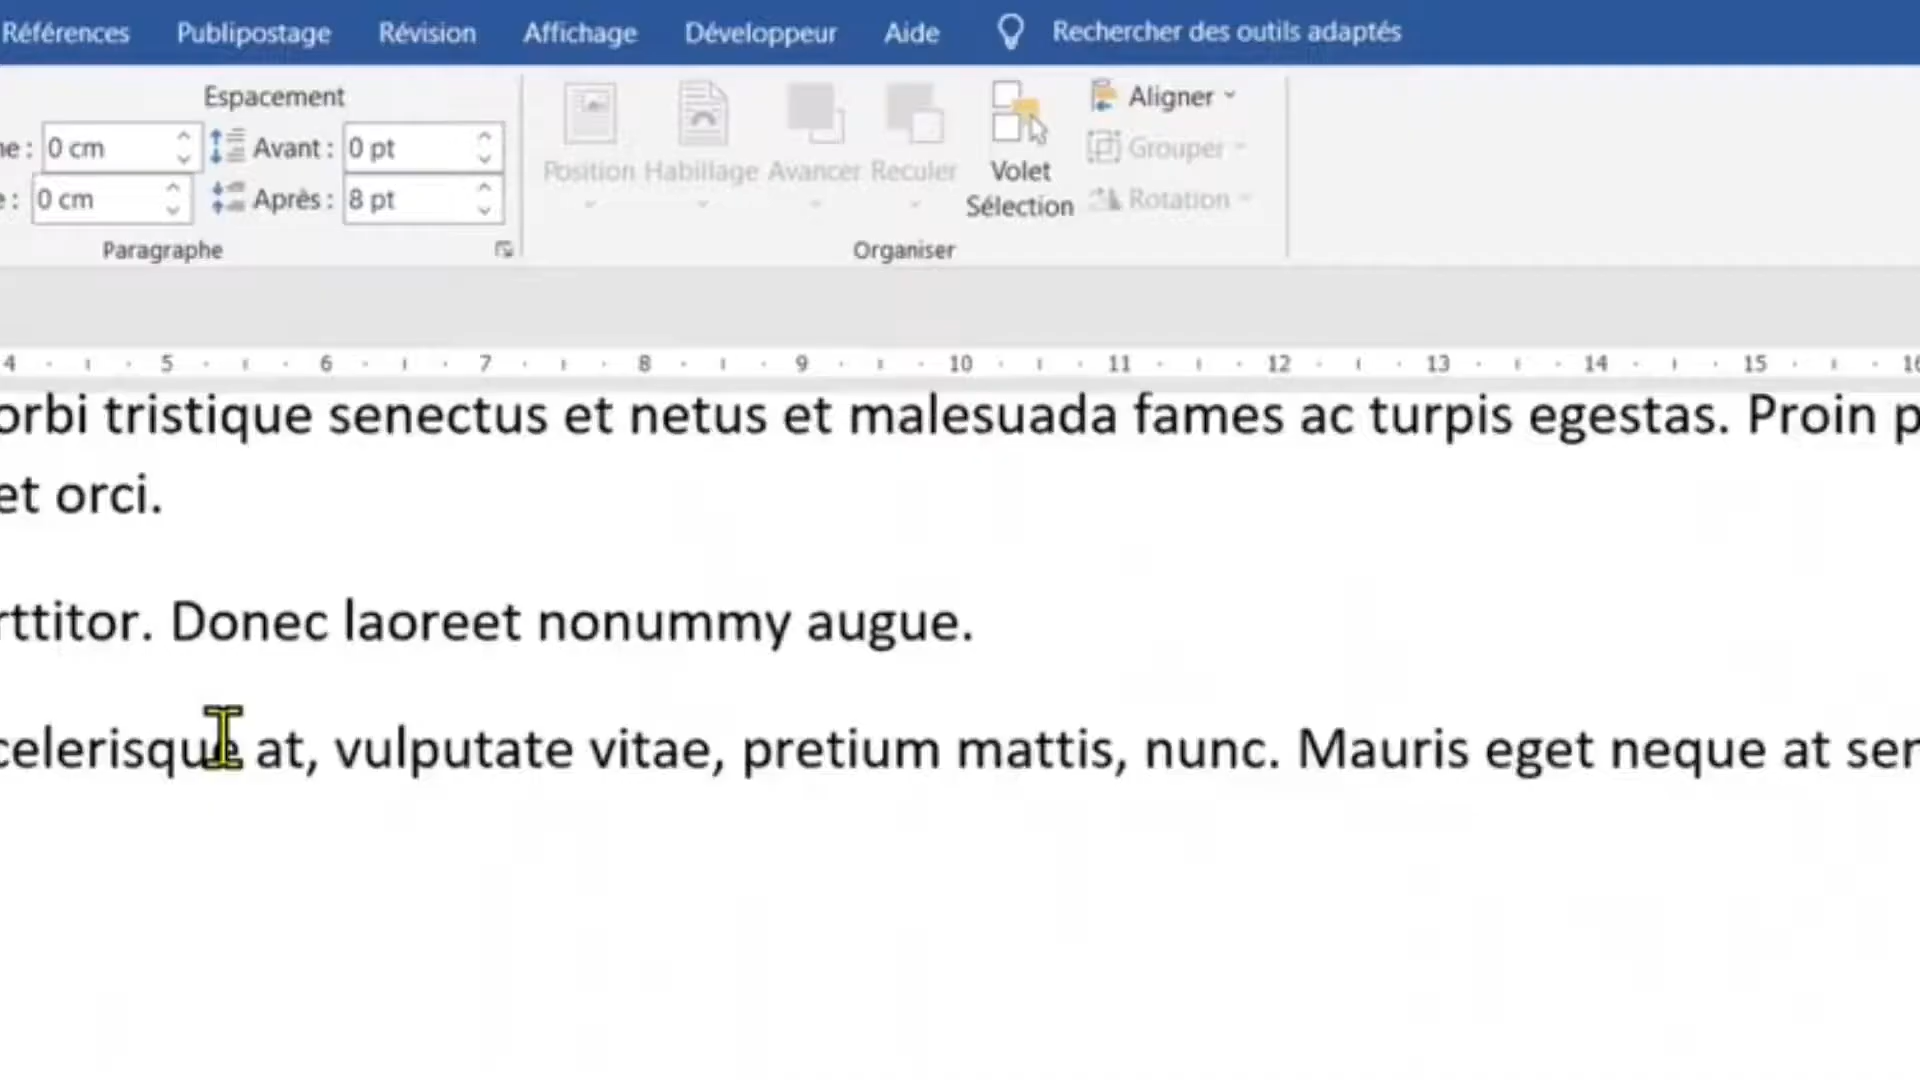 Références Publipostage Révision Affichage Développeur Aide Rechercher des outils adaptés
Espacement
Avant : 0 pt
0 cm
Après : 8 pt
0 cm
Paragraphe
Position Habillage Avancer Reculer
Volet
Sélection
Aligner
Grouper
Rotation
Organiser
4 5 6 7 8 9 10 11 12 13 14 15 16
orbi tristique senectus et netus et malesuada fames ac turpis egestas. Proin p
et orci.
rttitor. Donec laoreet nonummy augue.
celerisque at, vulputate vitae, pretium mattis, nunc. Mauris eget neque at sem